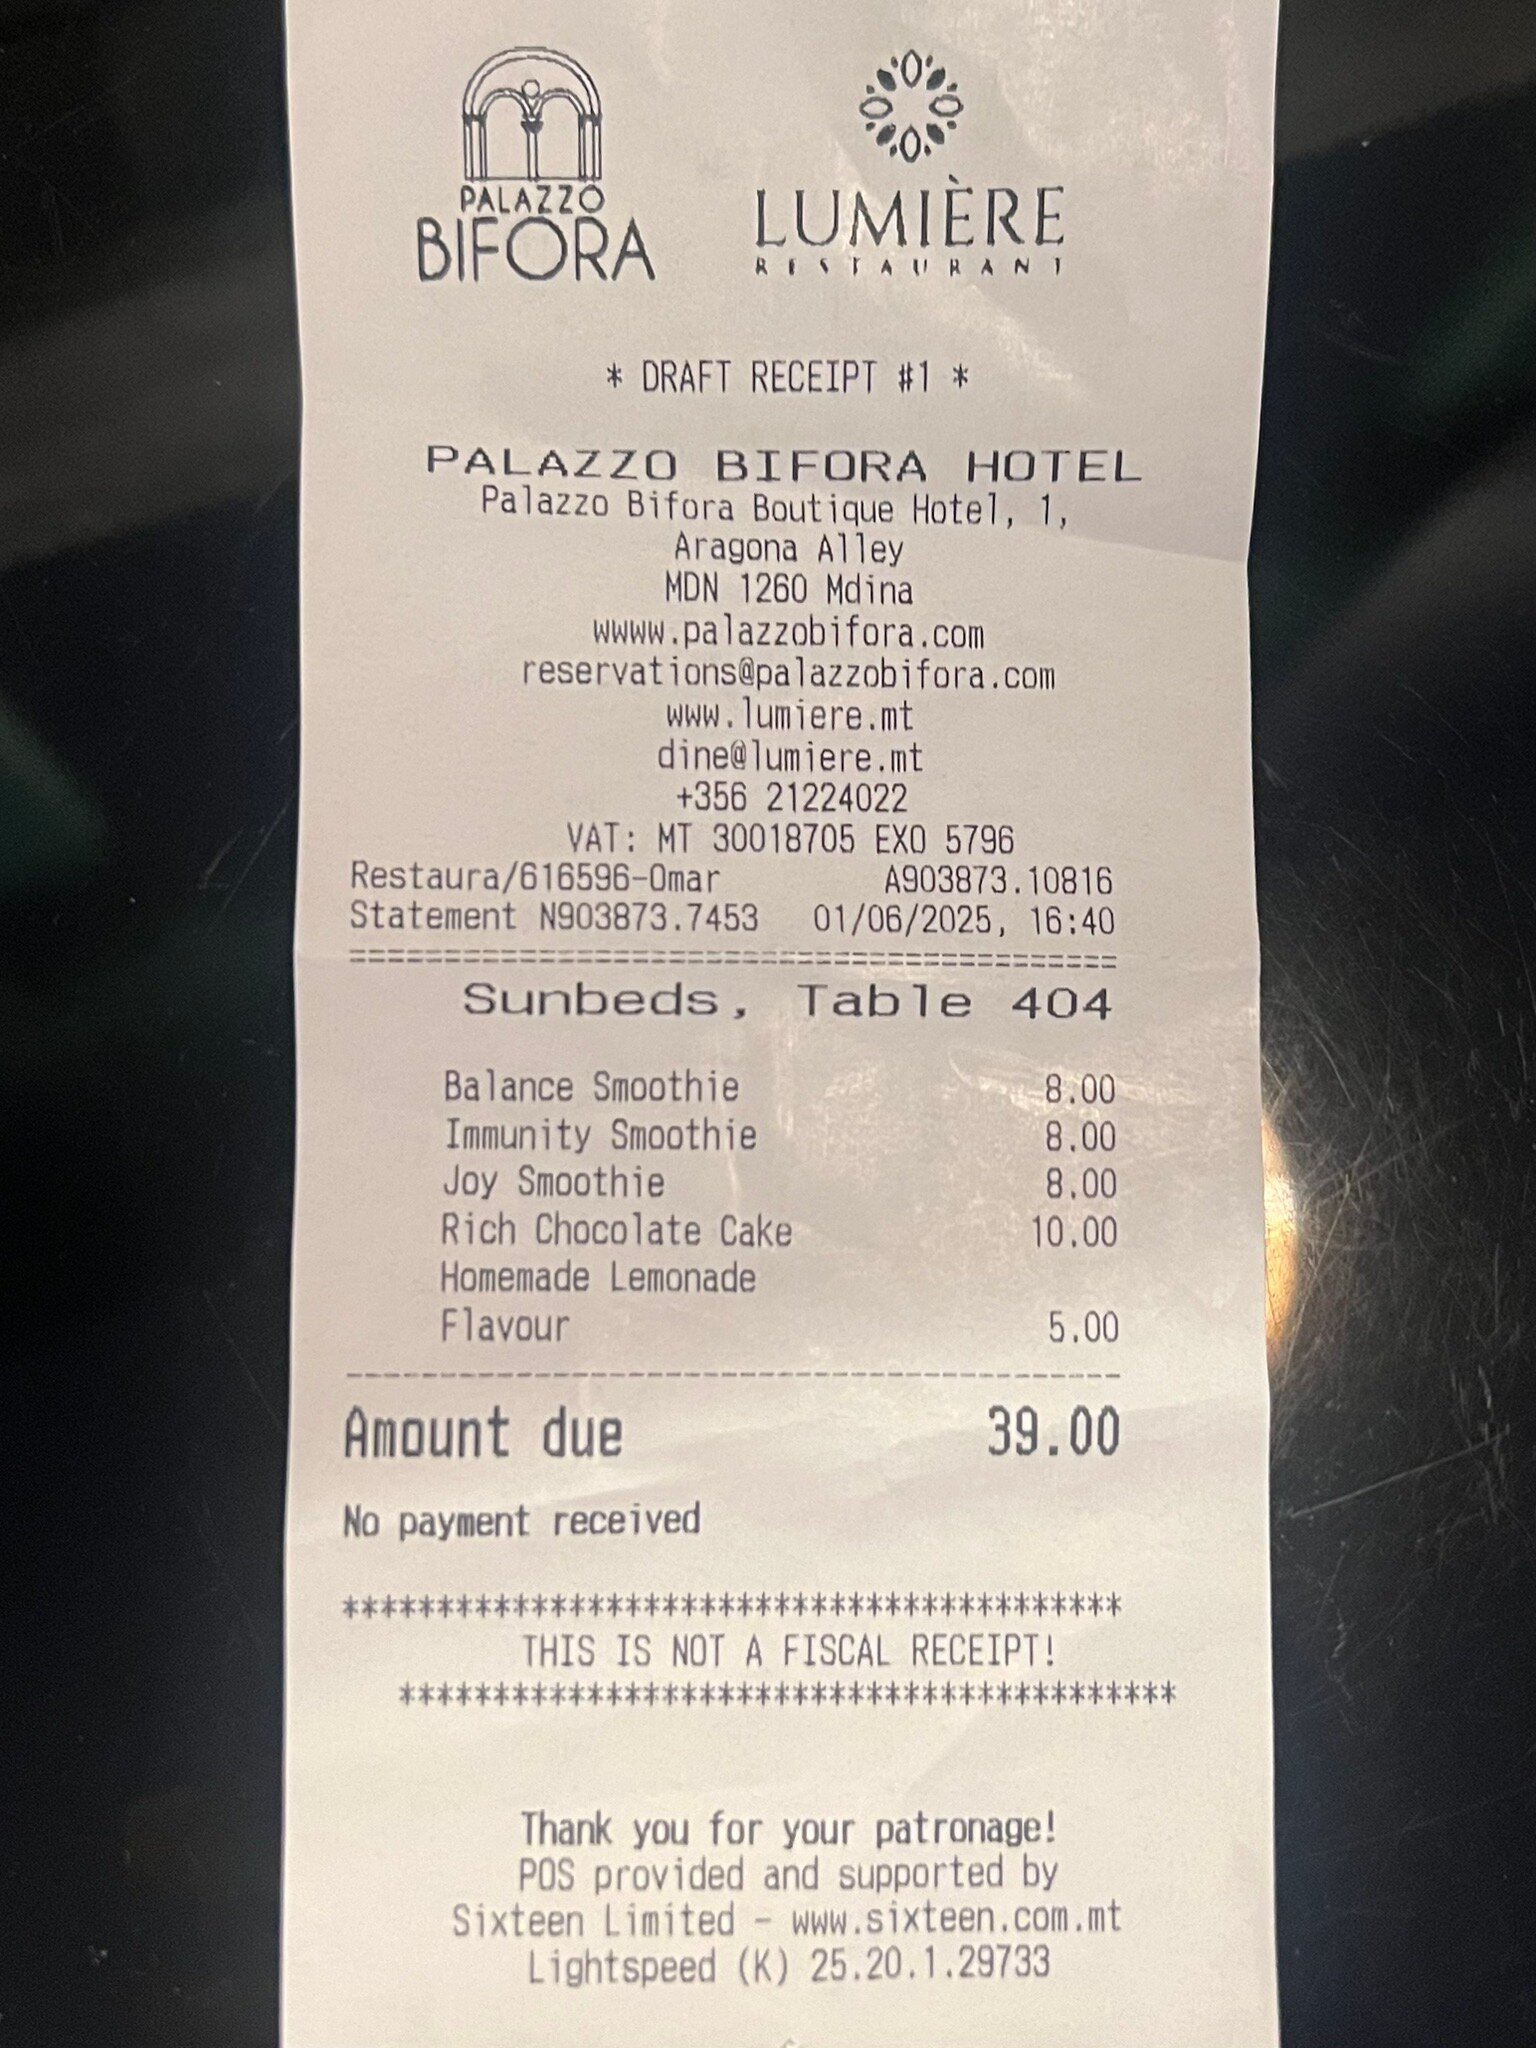 PALAZZO
BIFORA
LUMIÈRE
RESTAURANT
* DRAFT RECEIPT #1 *
PALAZZO BIFORA HOTEL
Palazzo Bifora Boutique Hotel, 1,
Aragona Alley
MDN 1260 Mdina
wwww.palazzobifora.com
reservations@palazzobifora.com
www.lumiere.mt
dine@lumiere.mt
+356 21224022
VAT: MT 30018705 EXO 5796
Restaura/616596-Omar A903873.10816
Statement N903873.7453 01/06/2025, 16:40
==========================================
Sunbeds, Table 404
Balance Smoothie 8.00
Immunity Smoothie 8.00
Joy Smoothie 8.00
Rich Chocolate Cake 10.00
Homemade Lemonade
Flavour 5.00
------------------------------------------
Amount due 39.00
No payment received
******************************************
THIS IS NOT A FISCAL RECEIPT!
******************************************
Thank you for your patronage!
POS provided and supported by
Sixteen Limited - www.sixteen.com.mt
Lightspeed (K) 25.20.1.29733